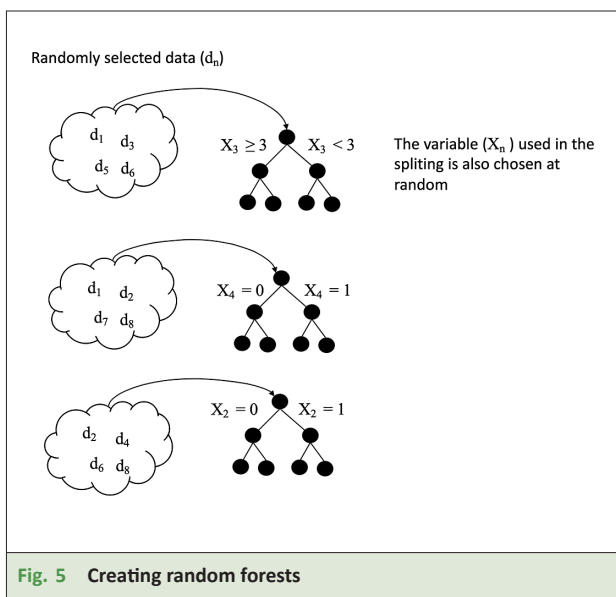 Randomly selected data (dₙ)
d₁ d₃
d₅ d₆
X₃ ≥ 3 X₃ < 3
The variable (Xₙ ) used in the
spliting is also chosen at
random
d₁ d₂
d₇ d₈
X₄ = 0 X₄ = 1
d₂ d₄
d₆ d₈
X₂ = 0 X₂ = 1
Fig. 5 Creating random forests